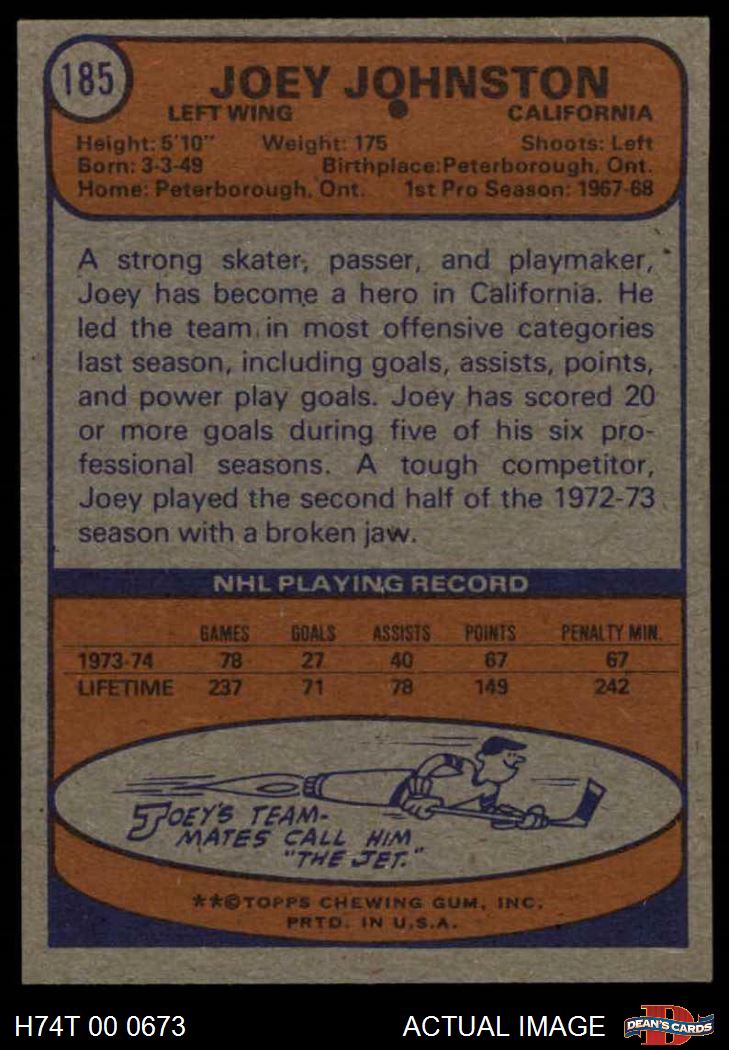 185
JOEY JOHNSTON
LEFT WING ● CALIFORNIA
Height: 5'10" Weight: 175 Shoots: Left
Born: 3-3-49 Birthplace: Peterborough, Ont.
Home: Peterborough, Ont. 1st Pro Season: 1967-68
A strong skater, passer, and playmaker,
Joey has become a hero in California. He
led the team in most offensive categories
last season, including goals, assists, points,
and power play goals. Joey has scored 20
or more goals during five of his six pro-
fessional seasons. A tough competitor,
Joey played the second half of the 1972-73
season with a broken jaw.
NHL PLAYING RECORD
GAMES GOALS ASSISTS POINTS PENALTY MIN.
1973-74 78 27 40 67 67
LIFETIME 237 71 78 149 242
JOEY'S TEAM-
MATES CALL HIM
"THE JET."
**©TOPPS CHEWING GUM, INC.
PRTD. IN U.S.A.
H74T 00 0673 ACTUAL IMAGE D DEAN'S CARDS